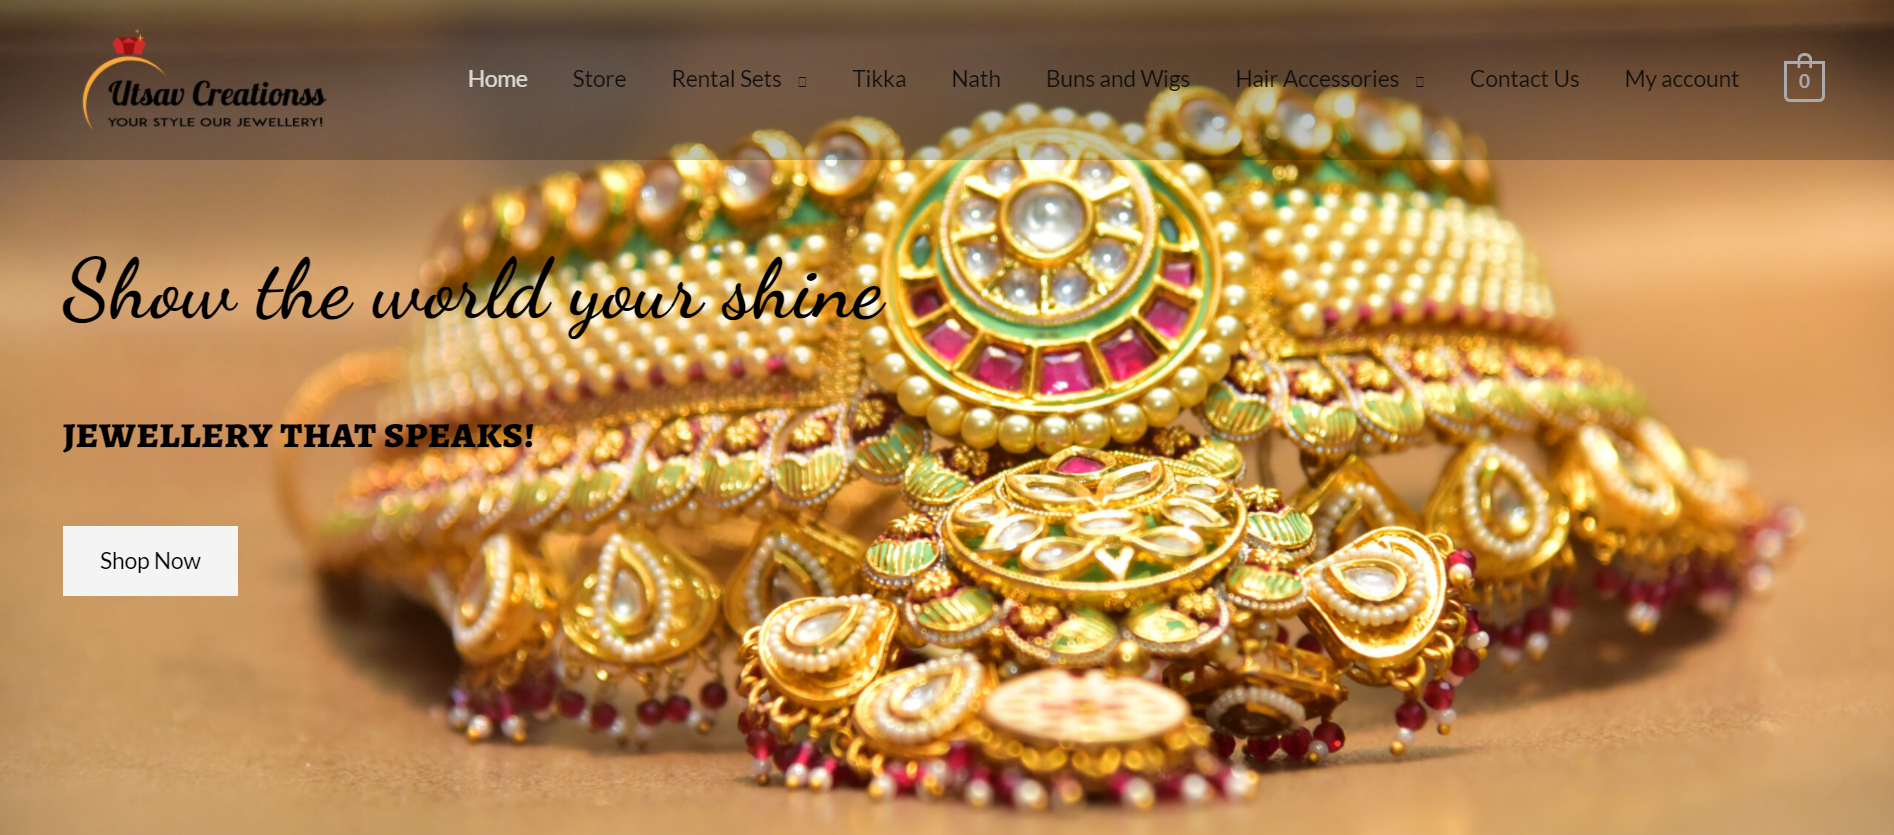 Utsav Creationss
YOUR STYLE OUR JEWELLERY!
Home Store Rental Sets Tikka Nath Buns and Wigs Hair Accessories Contact Us My account 0
Show the world your shine
JEWELLERY THAT SPEAKS!
Shop Now